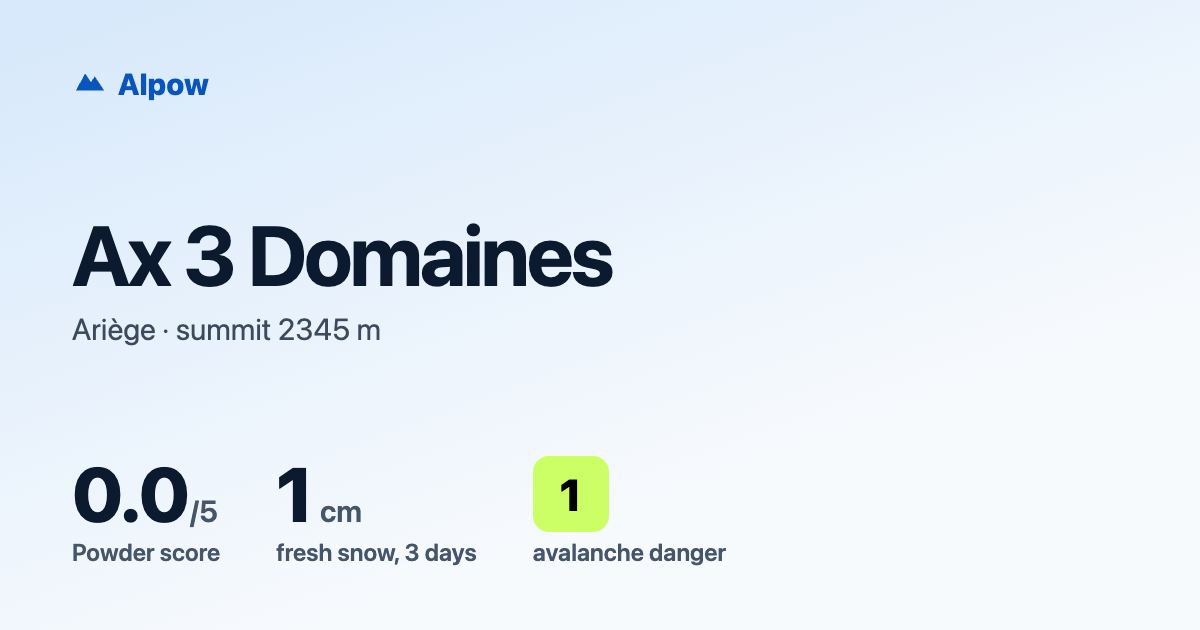 Alpow
Ax 3 Domaines
Ariège · summit 2345 m
0.0/5
Powder score
1 cm
fresh snow, 3 days
1
avalanche danger